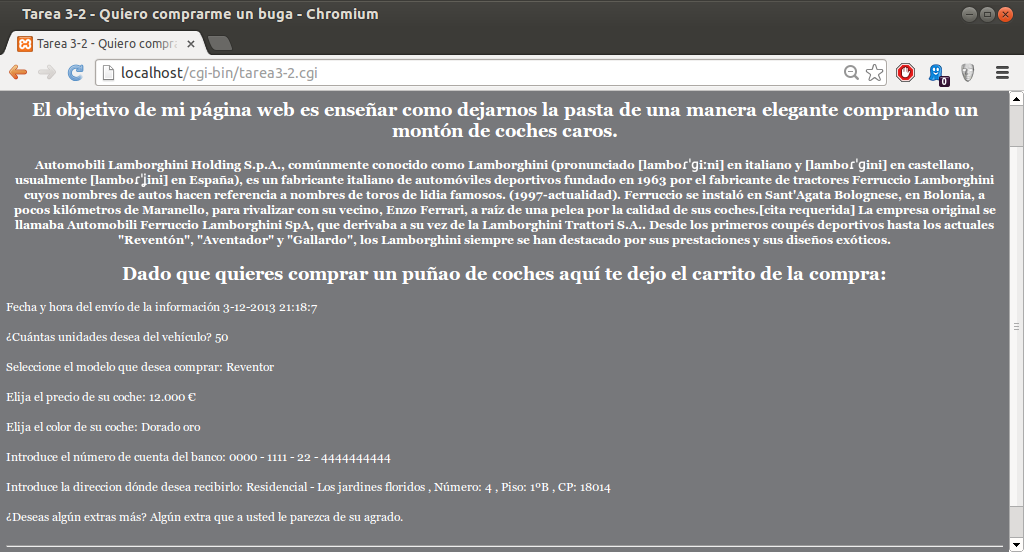 Tarea 3-2 - Quiero comprarme un buga - Chromium
Tarea 3-2 - Quiero compra
localhost/cgi-bin/tarea3-2.cgi
0
El objetivo de mi página web es enseñar como dejarnos la pasta de una manera elegante comprando un
montón de coches caros.
Automobili Lamborghini Holding S.p.A., comúnmente conocido como Lamborghini (pronunciado [lamboɾˈɡiːni] en italiano y [lamboɾˈɡini] en castellano,
usualmente [lamboɾˈʝini] en España), es un fabricante italiano de automóviles deportivos fundado en 1963 por el fabricante de tractores Ferruccio Lamborghini
cuyos nombres de autos hacen referencia a nombres de toros de lidia famosos. (1997-actualidad). Ferruccio se instaló en Sant'Agata Bolognese, en Bolonia, a
pocos kilómetros de Maranello, para rivalizar con su vecino, Enzo Ferrari, a raíz de una pelea por la calidad de sus coches.[cita requerida] La empresa original se
llamaba Automobili Ferruccio Lamborghini SpA, que derivaba a su vez de la Lamborghini Trattori S.A.. Desde los primeros coupés deportivos hasta los actuales
"Reventón", "Aventador" y "Gallardo", los Lamborghini siempre se han destacado por sus prestaciones y sus diseños exóticos.
Dado que quieres comprar un puñao de coches aquí te dejo el carrito de la compra:
Fecha y hora del envío de la información 3-12-2013 21:18:7
¿Cuántas unidades desea del vehículo? 50
Seleccione el modelo que desea comprar: Reventor
Elija el precio de su coche: 12.000 €
Elija el color de su coche: Dorado oro
Introduce el número de cuenta del banco: 0000 - 1111 - 22 - 4444444444
Introduce la direccion dónde desea recibirlo: Residencial - Los jardines floridos , Número: 4 , Piso: 1ºB , CP: 18014
¿Deseas algún extras más? Algún extra que a usted le parezca de su agrado.